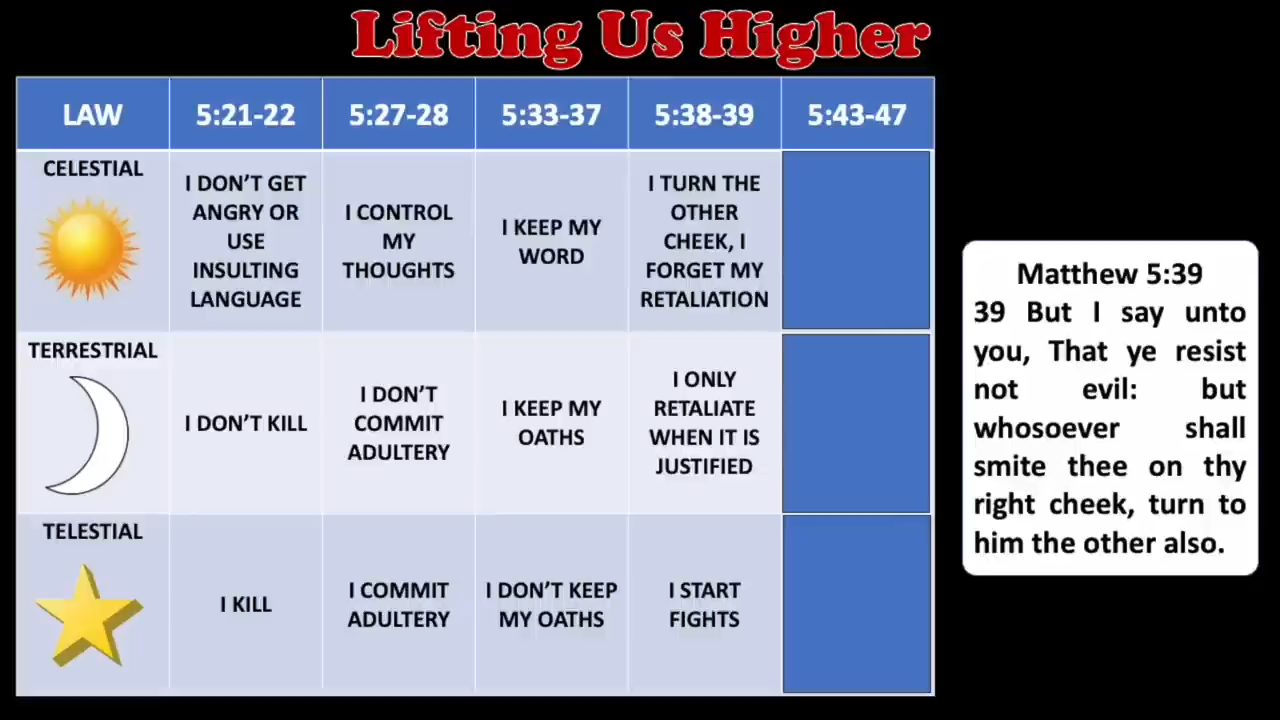 Lifting Us Higher
LAW
5:21-22
5:27-28
5:33-37
5:38-39
5:43-47
CELESTIAL
I DON'T GET
ANGRY OR
USE
INSULTING
LANGUAGE
I CONTROL
MY
THOUGHTS
I KEEP MY
WORD
I TURN THE
OTHER
CHEEK, I
FORGET MY
RETALIATION
TERRESTRIAL
I DON'T KILL
I DON'T
COMMIT
ADULTERY
I KEEP MY
OATHS
I ONLY
RETALIATE
WHEN IT IS
JUSTIFIED
TELESTIAL
I KILL
I COMMIT
ADULTERY
I DON'T KEEP
MY OATHS
I START
FIGHTS
Matthew 5:39
39 But I say unto
you, That ye resist
not evil: but
whosoever shall
smite thee on thy
right cheek, turn to
him the other also.